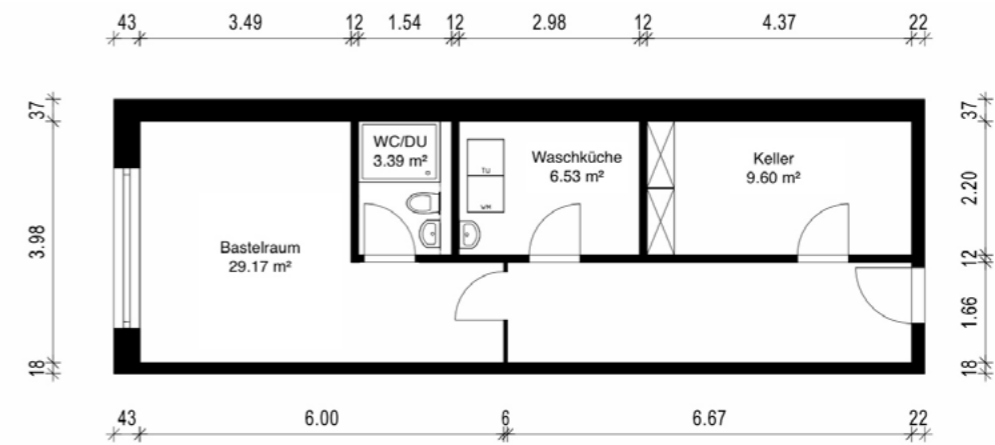 43 3.49 12 1.54 12 2.98 12 4.37 22
37 37
WC/DU
3.39 m²
Waschküche
6.53 m²
Keller
9.60 m²
TU
WM
2.20
3.98
Bastelraum
29.17 m²
12
1.66
18 18
43 6.00 6 6.67 22